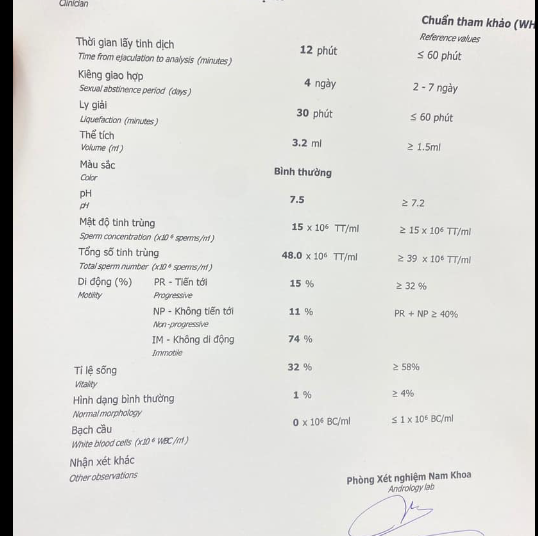 Clinician
Chuẩn tham khảo (WH
Reference values
Thời gian lấy tinh dịch 12 phút ≤ 60 phút
Time from ejaculation to analysis (minutes)
Kiêng giao hợp 4 ngày 2 - 7 ngày
Sexual abstinence period (days)
Ly giải 30 phút ≤ 60 phút
Liquefaction (minutes)
Thể tích 3.2 ml ≥ 1.5ml
Volume (ml)
Màu sắc Bình thường
Color
pH 7.5 ≥ 7.2
pH
Mật độ tinh trùng 15 x 10⁶ TT/ml ≥ 15 x 10⁶ TT/ml
Sperm concentration (x10⁶ sperms/ml)
Tổng số tinh trùng 48.0 x 10⁶ TT/ml ≥ 39 x 10⁶ TT/ml
Total sperm number (x10⁶ sperms/ml)
Di động (%) PR - Tiến tới 15 % ≥ 32 %
Motility Progressive
NP - Không tiến tới 11 % PR + NP ≥ 40%
Non-progressive
IM - Không di động 74 %
Immotile
Tỉ lệ sống 32 % ≥ 58%
Vitality
Hình dạng bình thường 1 % ≥ 4%
Normal morphology
Bạch cầu 0 x 10⁶ BC/ml ≤ 1 x 10⁶ BC/ml
White blood cells (x10⁶ WBC/ml)
Nhận xét khác
Other observations
Phòng Xét nghiệm Nam Khoa
Andrology lab